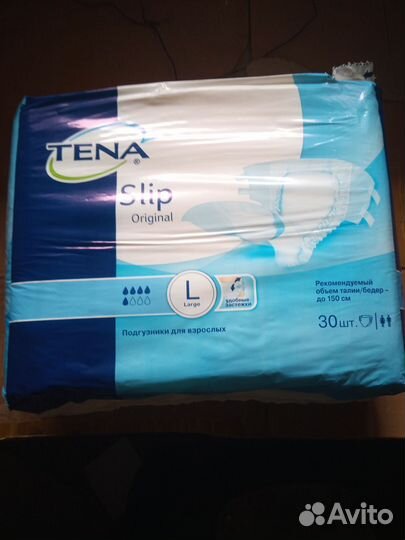 TENA
®
Slip
Original
L
Large
удобные
застежки
Рекомендуемый
объем талии/бедер –
до 150 см
30 шт.
Подгузники для взрослых
Avito